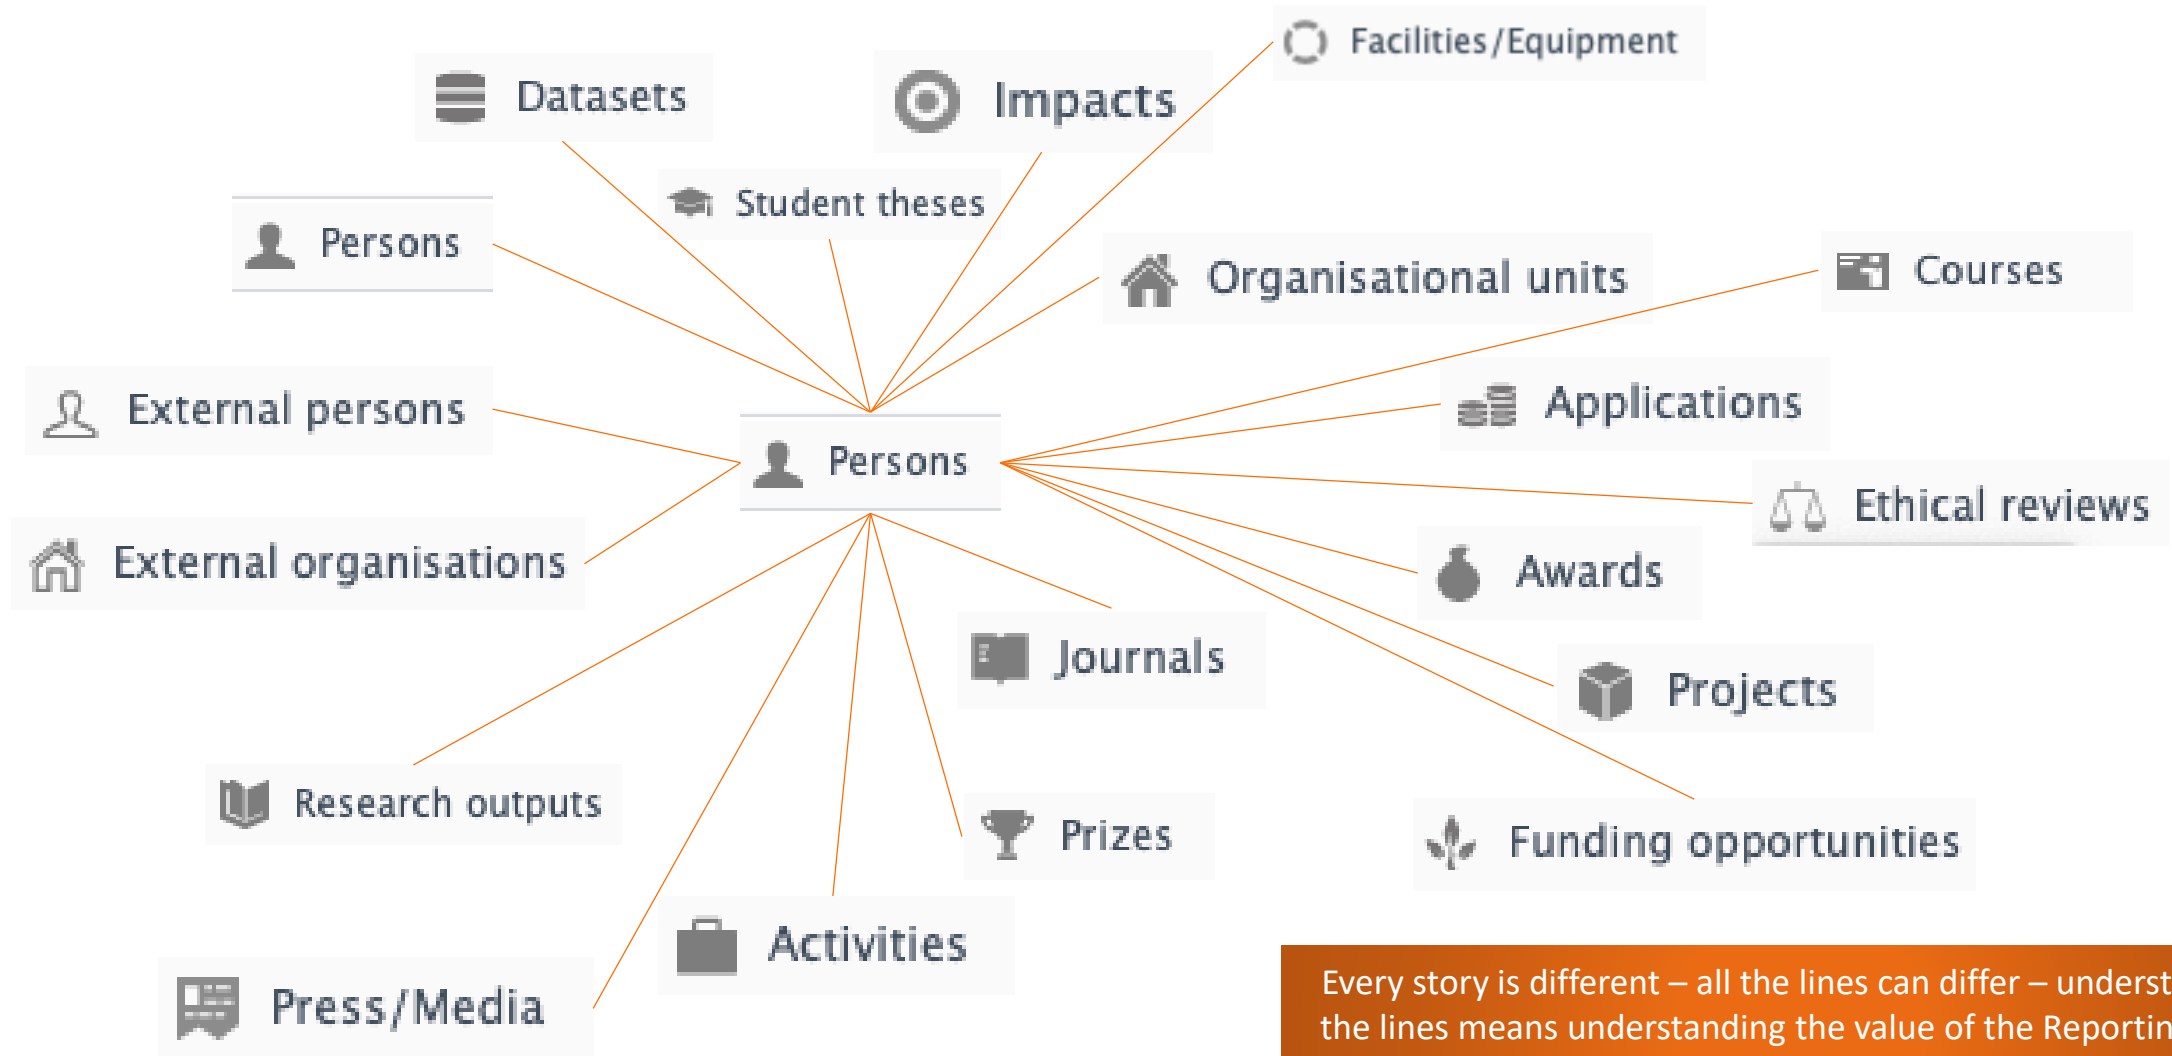 Facilities/Equipment
Datasets
Impacts
Student theses
Persons
Organisational units
Courses
External persons
Applications
Persons
Ethical reviews
External organisations
Awards
Journals
Projects
Research outputs
Prizes
Funding opportunities
Activities
Press/Media
Every story is different – all the lines can differ –
the lines means understanding the value of the